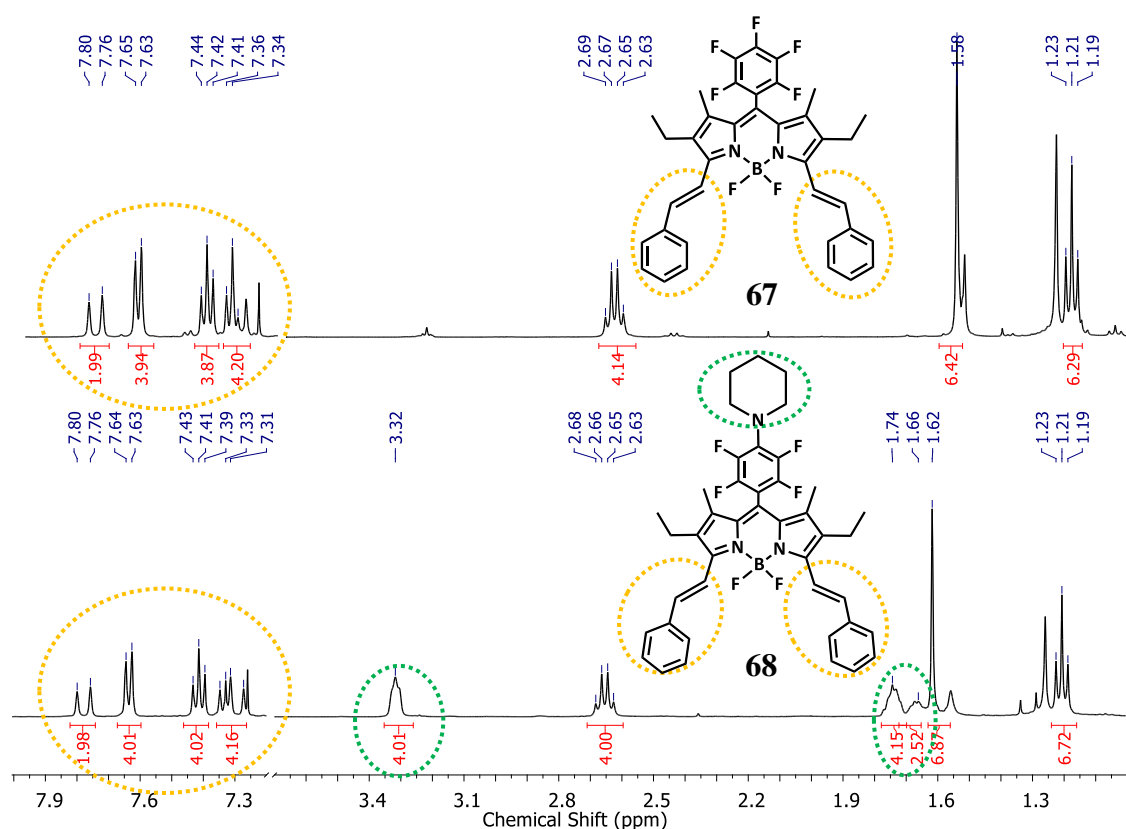 7.80 7.76 7.65 7.63 7.44 7.42 7.41 7.36 7.34 2.69 2.67 2.65 2.63 1.58 1.23 1.21 1.19
F
F F
F F
N N
B
F F
67
1.99 3.94 3.87 4.20 4.14 6.42 6.29
7.80 7.76 7.64 7.63 7.43 7.41 7.39 7.33 7.31 3.32 2.68 2.66 2.65 2.63 1.74 1.66 1.62 1.23 1.21 1.19
N
F F
F F
N N
B
F F
68
1.98 4.01 4.02 4.16 4.01 4.00 4.15 2.52 6.87 6.72
7.9 7.6 7.3 3.4 3.1 2.8 2.5 2.2 1.9 1.6 1.3
Chemical Shift (ppm)